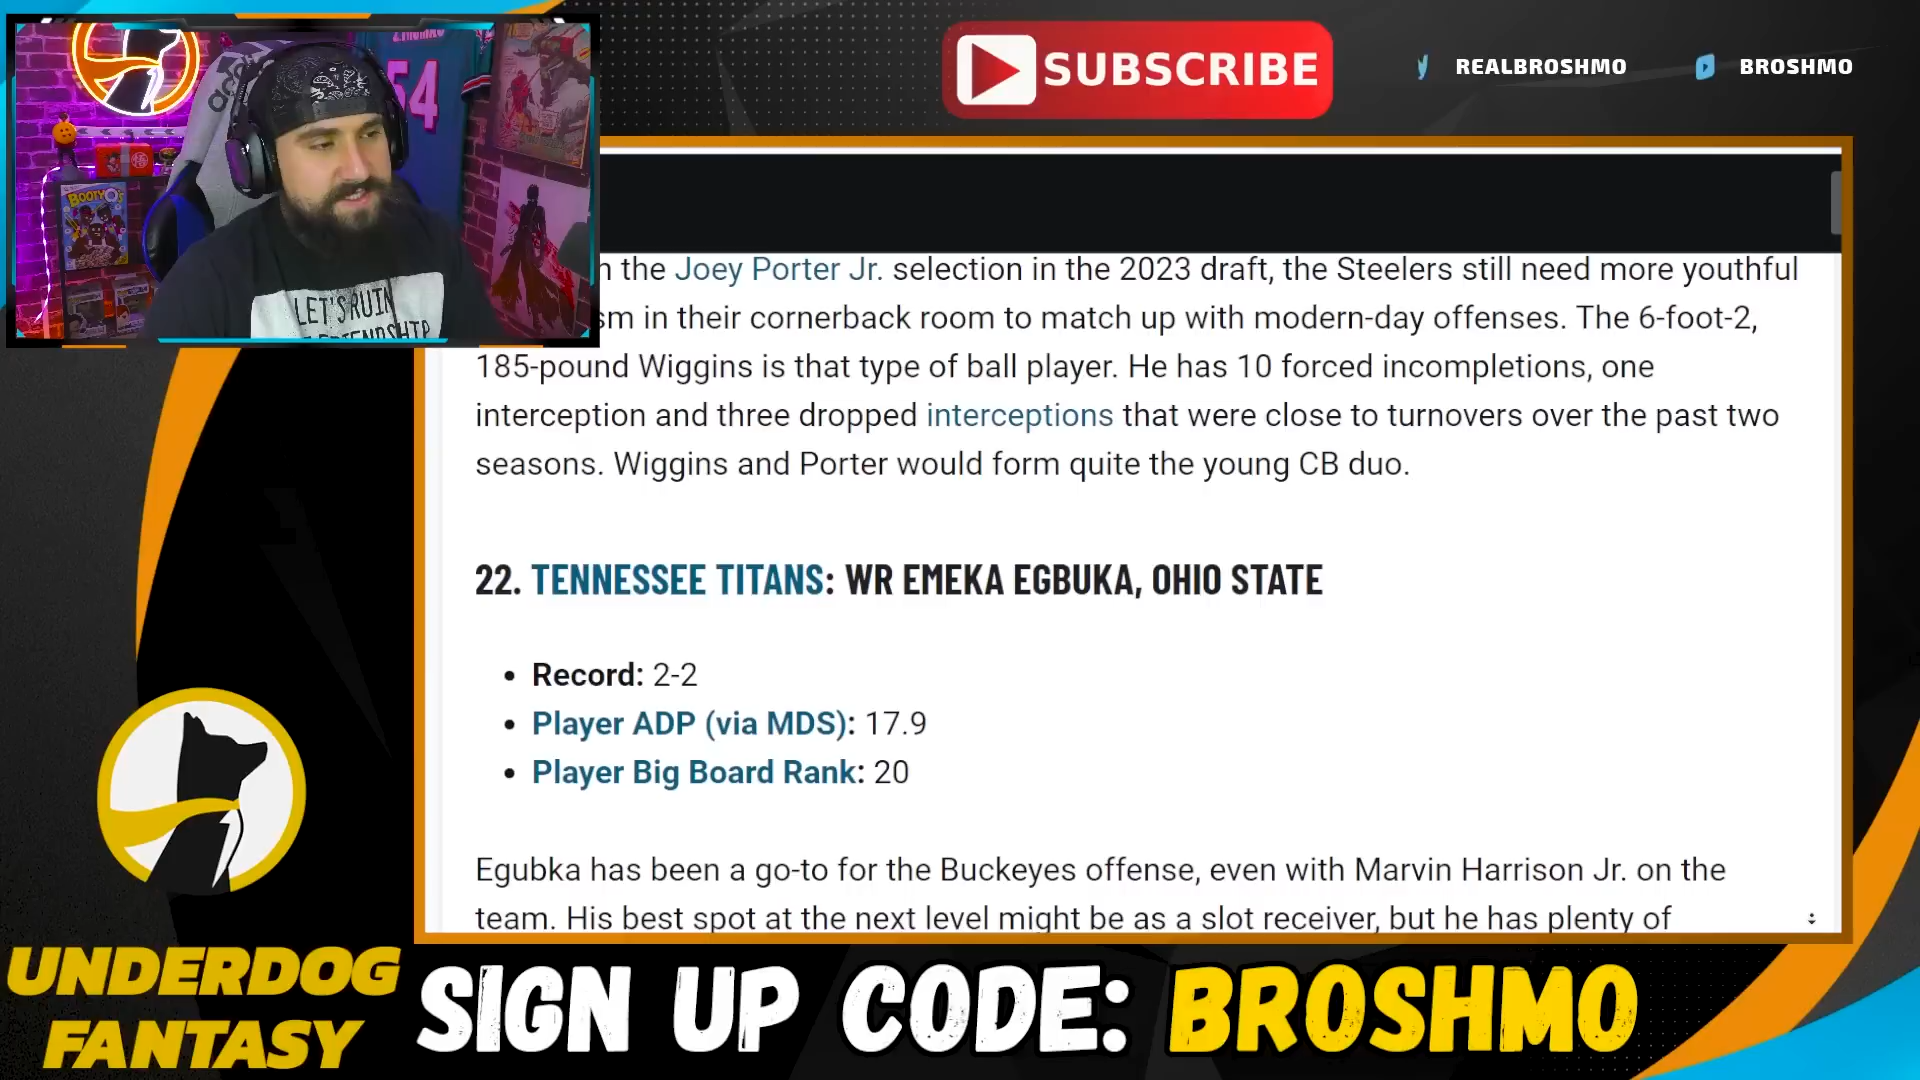 SUBSCRIBE
REALBROSHMO
BROSHMO
54
BOOTY O's
LET'S RUIN
FRIENDSHIP
n the Joey Porter Jr. selection in the 2023 draft, the Steelers still need more youthful
sm in their cornerback room to match up with modern-day offenses. The 6-foot-2,
185-pound Wiggins is that type of ball player. He has 10 forced incompletions, one
interception and three dropped interceptions that were close to turnovers over the past two
seasons. Wiggins and Porter would form quite the young CB duo.
22. TENNESSEE TITANS: WR EMEKA EGBUKA, OHIO STATE
• Record: 2-2
• Player ADP (via MDS): 17.9
• Player Big Board Rank: 20
Egubka has been a go-to for the Buckeyes offense, even with Marvin Harrison Jr. on the
team. His best spot at the next level might be as a slot receiver, but he has plenty of
UNDERDOG
FANTASY
SIGN UP CODE: BROSHMO